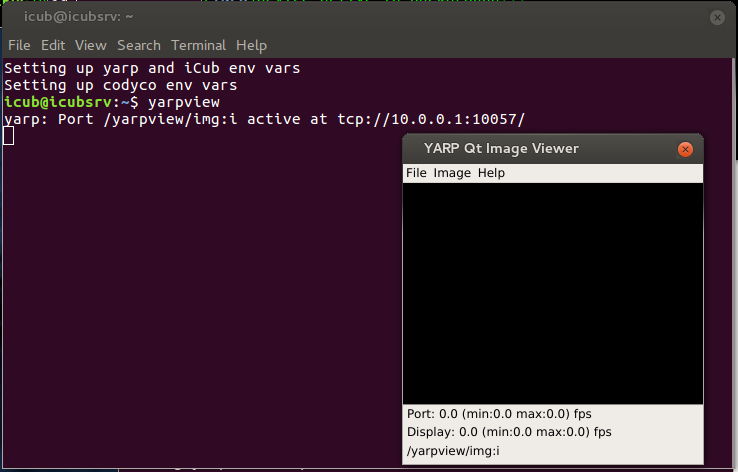 icub@icubsrv: ~
File Edit View Search Terminal Help
Setting up yarp and iCub env vars
Setting up codyco env vars
icub@icubsrv:~$ yarpview
yarp: Port /yarpview/img:i active at tcp://10.0.0.1:10057/
YARP Qt Image Viewer
File Image Help
Port: 0.0 (min:0.0 max:0.0) fps
Display: 0.0 (min:0.0 max:0.0) fps
/yarpview/img:i